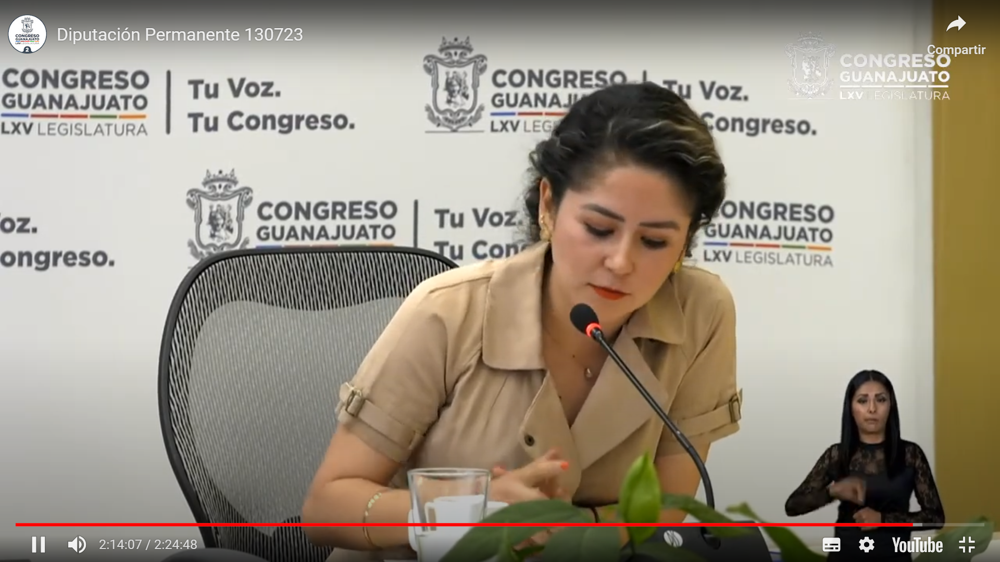 CONGRESO
GUANAJUATO
LXV LEGISLATURA
2
Diputación Permanente 130723
Compartir
CONGRESO
GUANAJUATO
LXV LEGISLATURA
CONGRESO
GUANAJUATO
LXV LEGISLATURA
Tu Voz.
Tu Congreso.
CONGRESO
GUANAJU
LXV LEG
Tu Voz.
Congreso.
oz.
ongreso.
CONGRESO
GUANAJUATO
Tu Voz.
Tu Con
CONGRESO
GUANAJUATO
LXV LEGISLATURA
2:14:07 / 2:24:48
YouTube